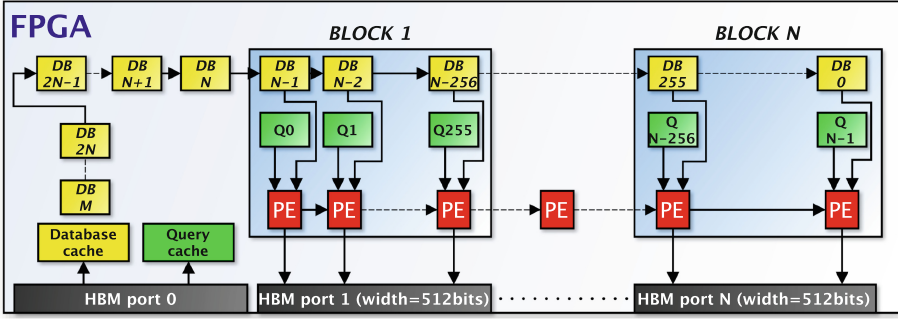 FPGA
BLOCK 1
BLOCK N
DB
2N-1
DB
N+1
DB
N
DB
N-1
DB
N-2
DB
N-256
DB
255
DB
0
Q0
Q1
Q255
Q
N-256
Q
N-1
DB
2N
DB
M
PE
PE
PE
PE
PE
PE
Database
cache
Query
cache
HBM port 0
HBM port 1 (width=512bits)
HBM port N (width=512bits)